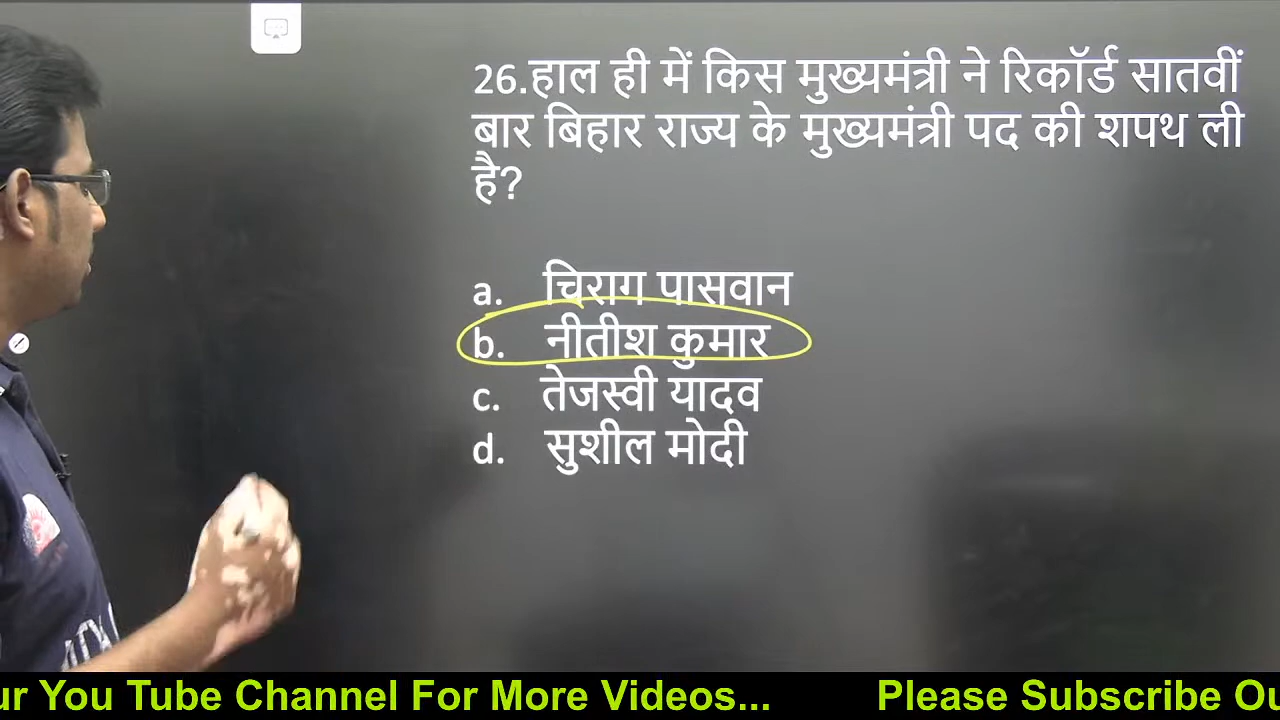 26.हाल ही में किस मुख्यमंत्री ने रिकॉर्ड सातवीं
बार बिहार राज्य के मुख्यमंत्री पद की शपथ ली
है?
a. चिराग पासवान
b. नीतीश कुमार
c. तेजस्वी यादव
d. सुशील मोदी
ur You Tube Channel For More Videos... Please Subscribe Ou